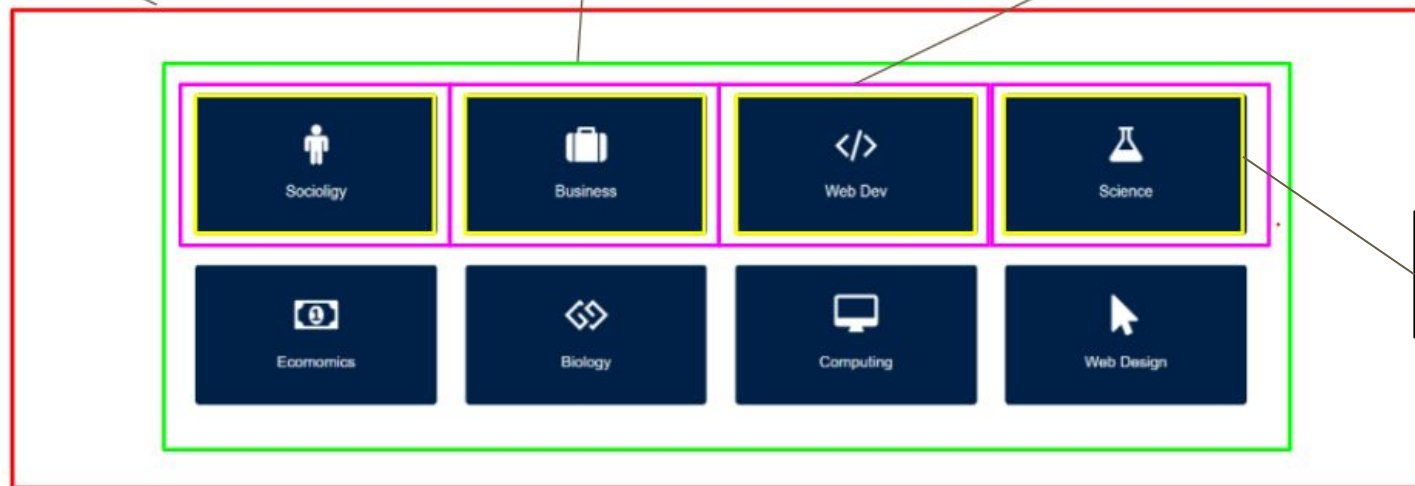 Socioligy
Business
Web Dev
Science
Ecomomics
Biology
Computing
Web Design